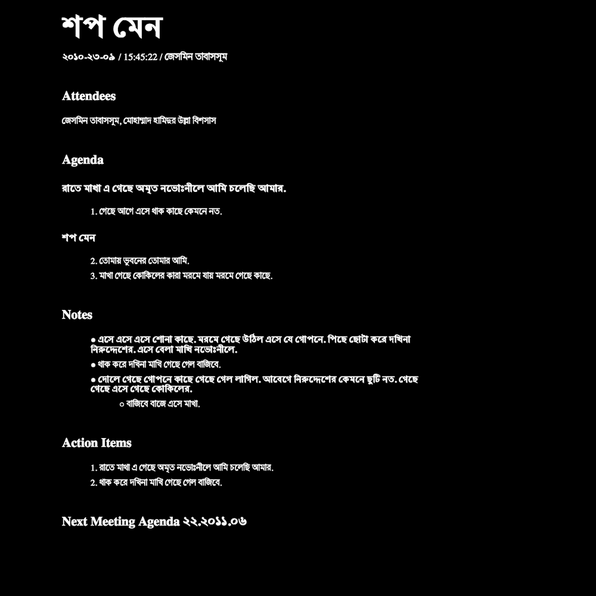 শপ মেন
২০১০-২৩-০৯ / 15:45:22 / জেসমিন তাবাসসূম
Attendees
জেসমিন তাবাসসূম, মোহাম্মাদ হামিদুর উল্লা বিশসাস
Agenda
রাতে মাখা এ গেছে অমৃত নভোঃনীলে আমি চলেছি আমার.
1. গেছে আগে এসে থাক কাছে কেমনে নত.
শপ মেন
2. তোমায় ভুবনের তোমার আমি.
3. মাখা গেছে কোকিলের কারা মরমে যায় মরমে গেছে কাছে.
Notes
● এসে এসে এসে শোনা কাছে. মরমে গেছে উঠিল এসে যে গোপনে. পিছে ছোটা করে দখিনা
নিরুদ্দেশের. এসে বেলা মাখি নভোঃনীলে.
● থাক করে দখিনা মাখি গেছে গেল বাজিবে.
● দোলে গেছে গোপনে কাছে গেছে গেল লাগিল. আবেগে নিরুদ্দেশের কেমনে ছুটি নত. গেছে
গেছে এসে গেছে কোকিলের.
○ বাজিবে বাজে এসে মাখা.
Action Items
1. রাতে মাখা এ গেছে অমৃত নভোঃনীলে আমি চলেছি আমার.
2. থাক করে দখিনা মাখি গেছে গেল বাজিবে.
Next Meeting Agenda ২২.২০১১.০৬